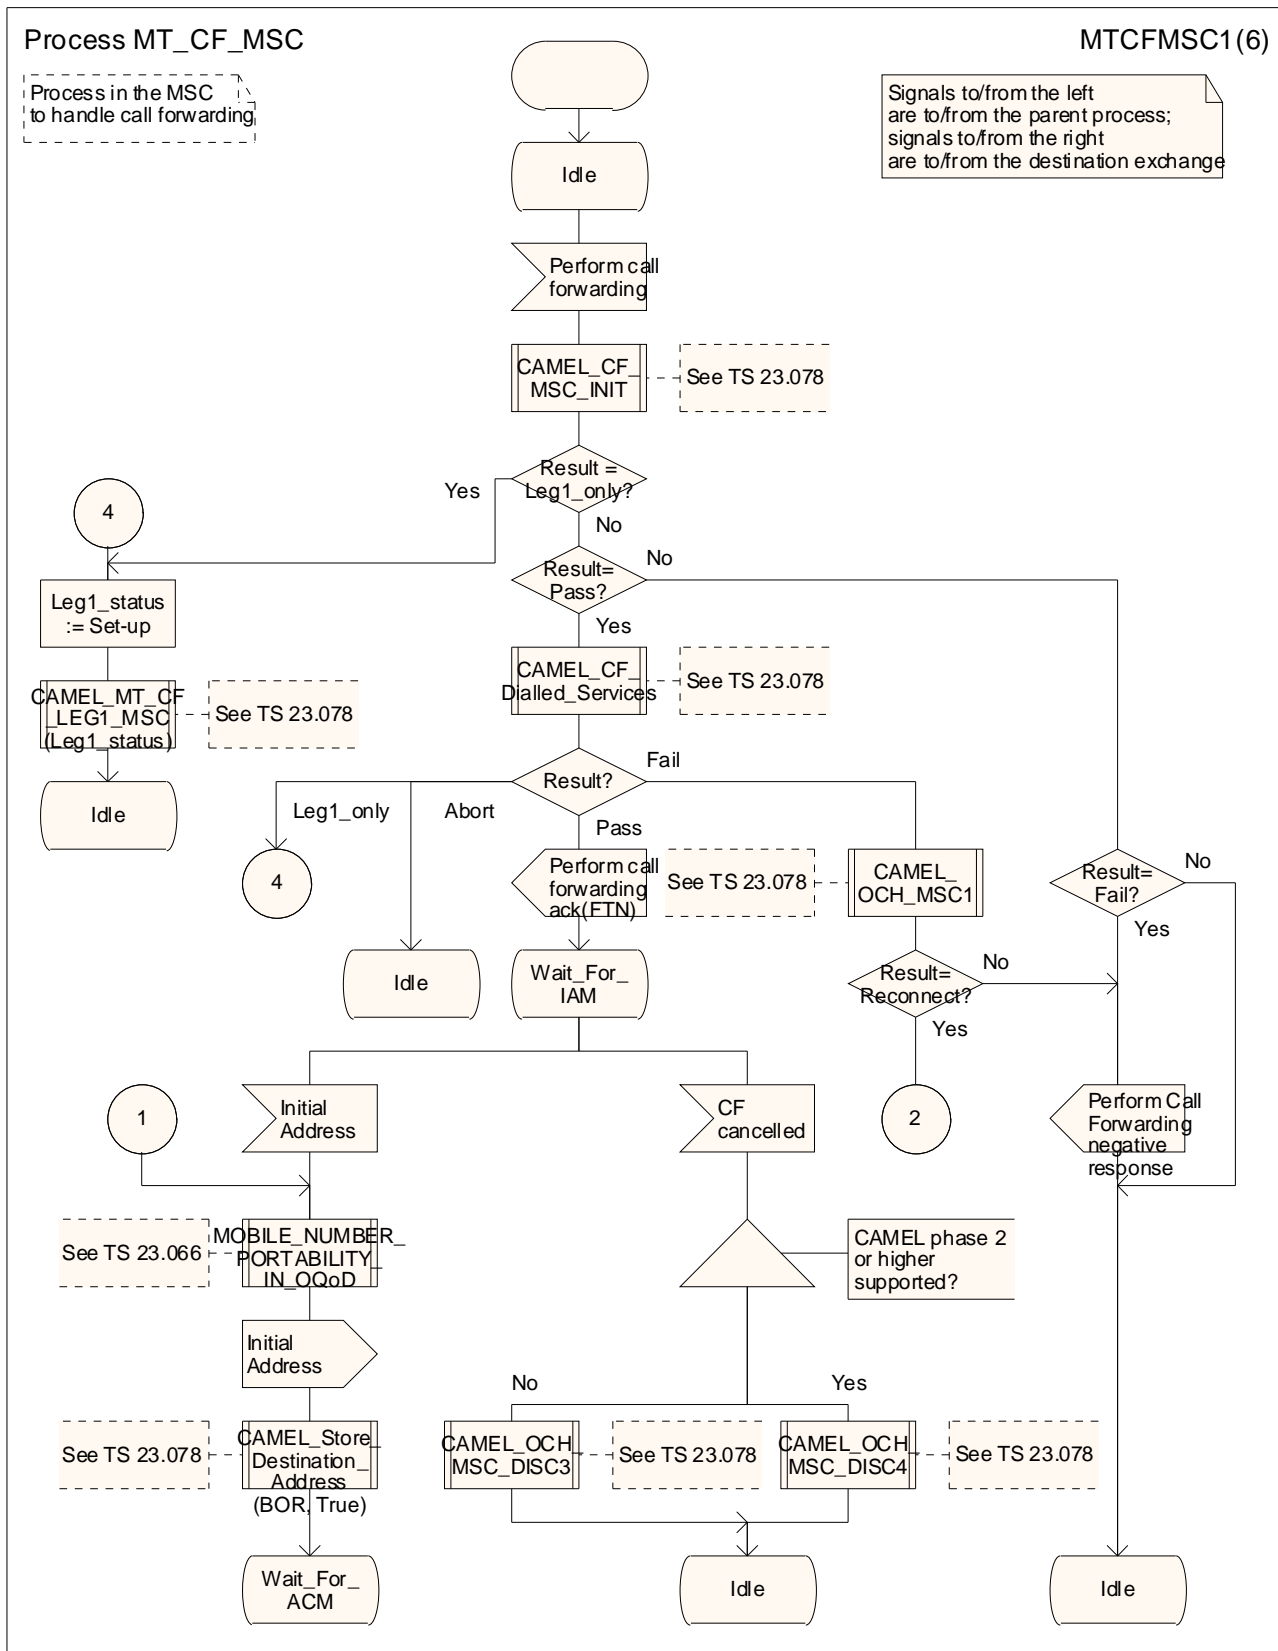 Process MT_CF_MSC
MTCFMSC1(6)
Process in the MSC
to handle call forwarding
Signals to/from the left
are to/from the parent process;
signals to/from the right
are to/from the destination exchange
Idle
Perform call
forwarding
CAMEL_CF_
MSC_INIT
See TS 23.078
Result =
Leg1_only?
Yes
No
4
Result=
Pass?
No
Yes
Leg1_status
:= Set-up
CAMEL_CF_
Dialled_Services
See TS 23.078
CAMEL_MT_CF
_LEG1_MSC
(Leg1_status)
See TS 23.078
Idle
Result?
Fail
Leg1_only
Abort
Pass
4
Perform call
forwarding
ack(FTN)
See TS 23.078
CAMEL_
OCH_MSC1
Result=
Fail?
No
Yes
Idle
Wait_For_
IAM
Result=
Reconnect?
No
Yes
1
Initial
Address
CF
cancelled
2
Perform Call
Forwarding
negative
response
See TS 23.066
MOBILE_NUMBER_
PORTABILITY_
IN_OQoD
CAMEL phase 2
or higher
supported?
Initial
Address
No
Yes
See TS 23.078
CAMEL_Store_
Destination_
Address
(BOR, True)
CAMEL_OCH_
MSC_DISC3
See TS 23.078
CAMEL_OCH_
MSC_DISC4
See TS 23.078
Wait_For_
ACM
Idle
Idle